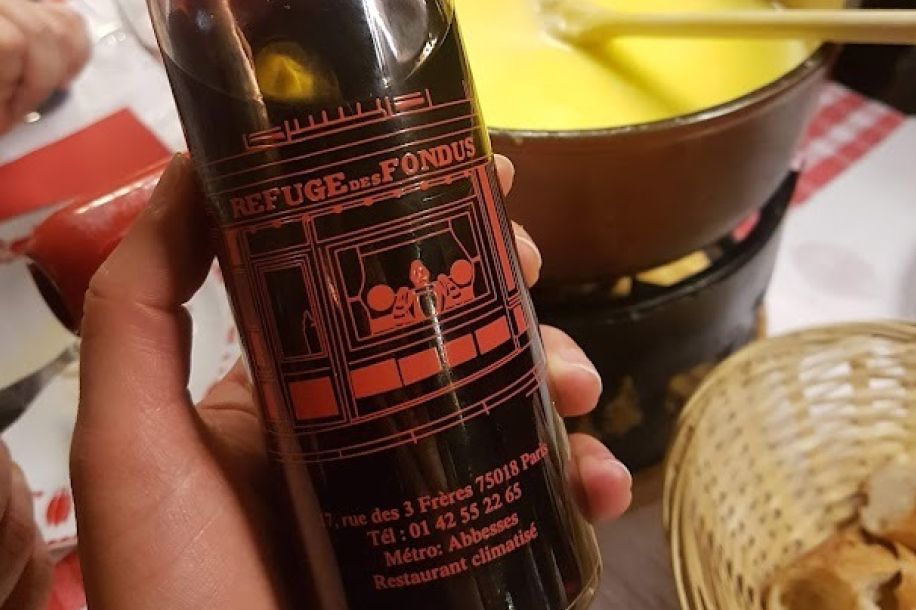 REFUGE DES FONDUS
17, rue des 3 Frères 75018 Paris
Tél : 01 42 55 22 65
Métro: Abbesses
Restaurant climatisé